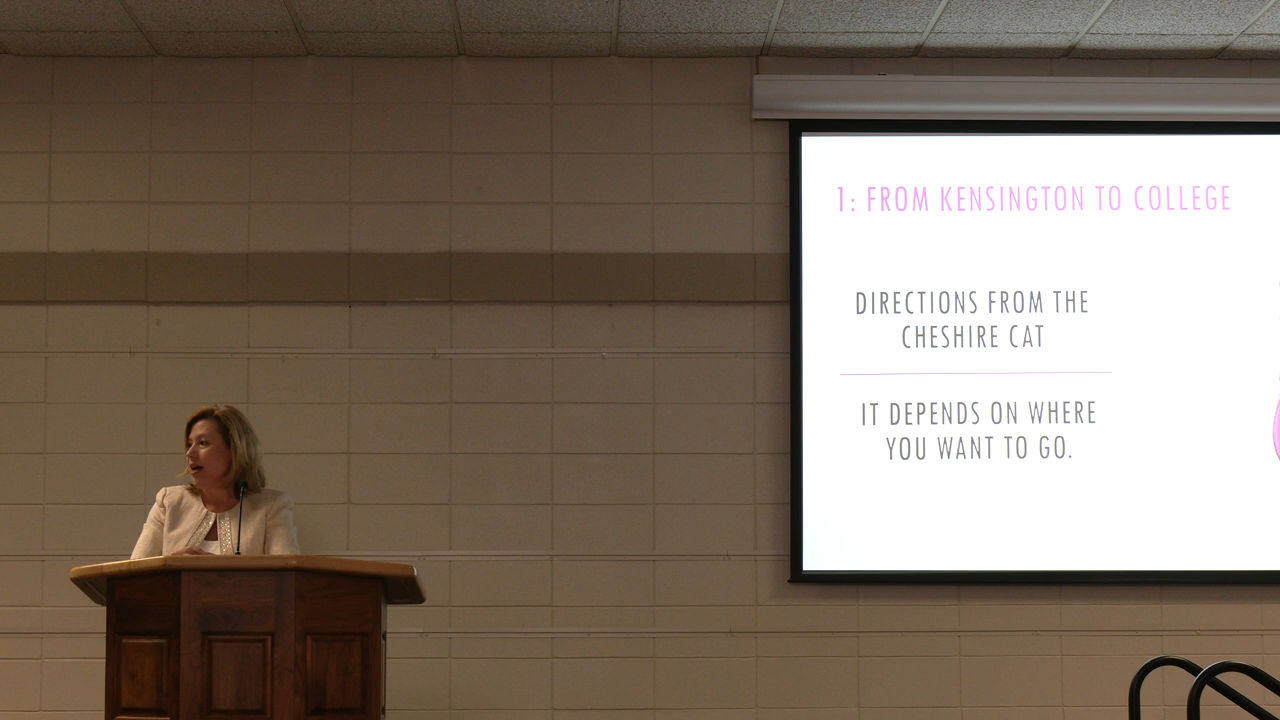 1: FROM KENSINGTON TO COLLEGE
DIRECTIONS FROM THE
CHESHIRE CAT
IT DEPENDS ON WHERE
YOU WANT TO GO.